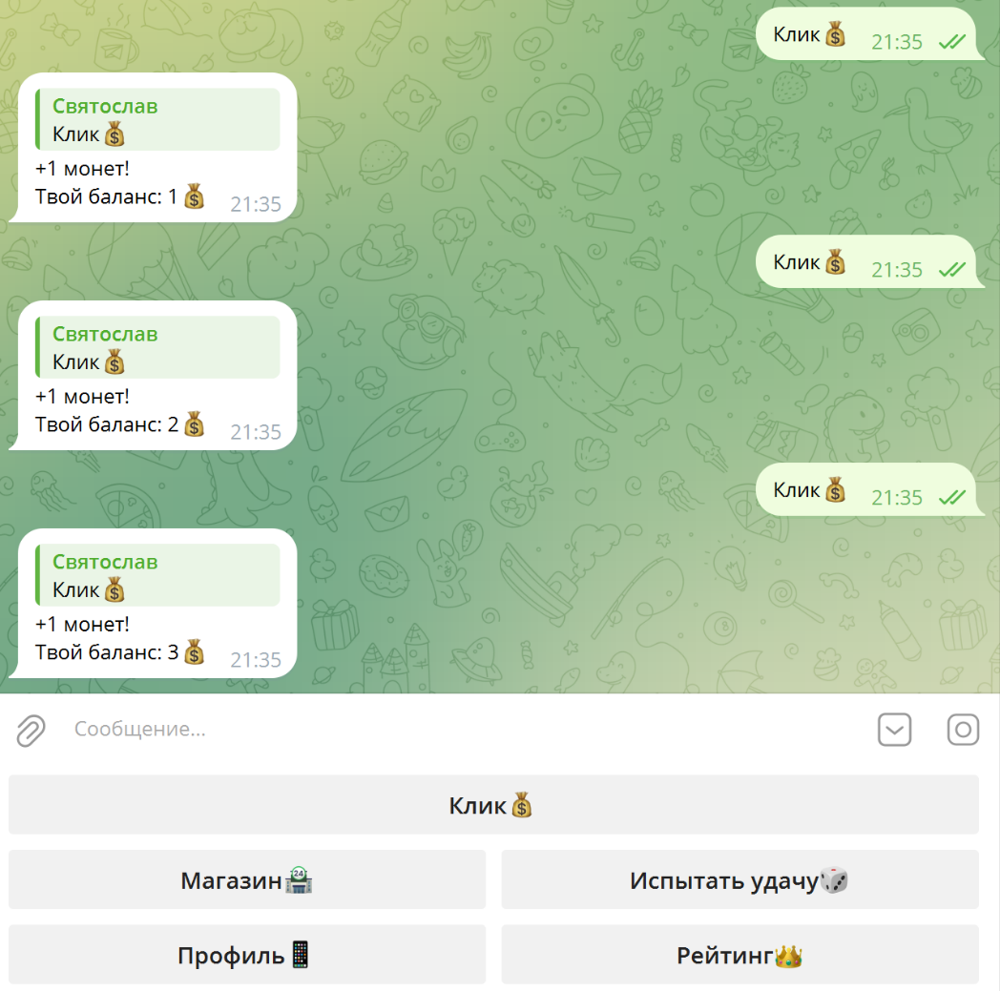 Клик💰 21:35
Святослав
Клик💰
+1 монет!
Твой баланс: 1💰 21:35
Клик💰 21:35
Святослав
Клик💰
+1 монет!
Твой баланс: 2💰 21:35
Клик💰 21:35
Святослав
Клик💰
+1 монет!
Твой баланс: 3💰 21:35
Сообщение...
Клик💰
Магазин🏪
Испытать удачу🎲
Профиль📱
Рейтинг👑